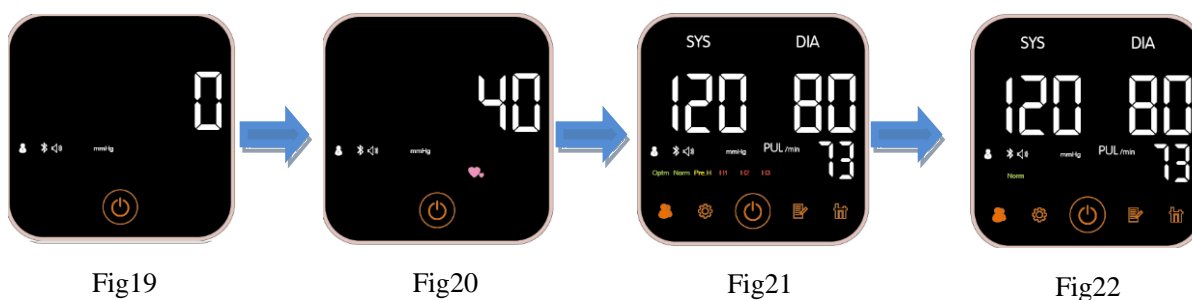 0
mmHg
Fig19
40
mmHg
Fig20
SYS DIA
120 80
mmHg PUL/min 73
Optm Norm Pre.H H1 H2 H3
Fig21
SYS DIA
120 80
mmHg PUL/min 73
Norm
Fig22